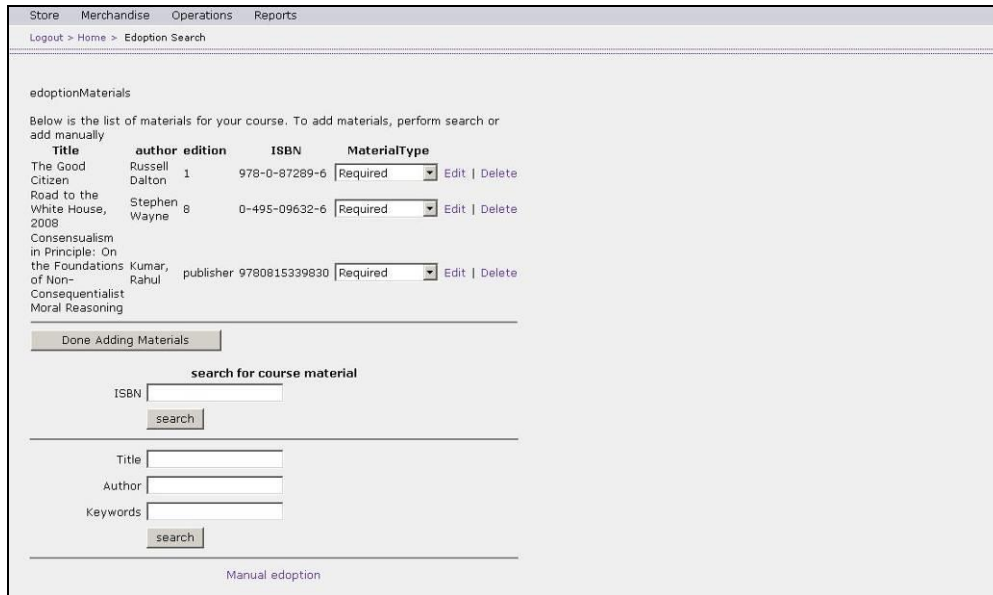 Store Merchandise Operations Reports
Logout > Home > Edoption Search
edoptionMaterials
Below is the list of materials for your course. To add materials, perform search or
add manually
Title author edition ISBN MaterialType
The Good
Citizen
Russell
Dalton
1 978-0-87289-6 Required Edit | Delete
Road to the
White House,
2008
Stephen
Wayne
8 0-495-09632-6 Required Edit | Delete
Consensualism
in Principle: On
the Foundations
of Non-
Consequentialist
Moral Reasoning
Kumar,
Rahul
publisher 9780815339830 Required Edit | Delete
Done Adding Materials
search for course material
ISBN
search
Title
Author
Keywords
search
Manual edoption